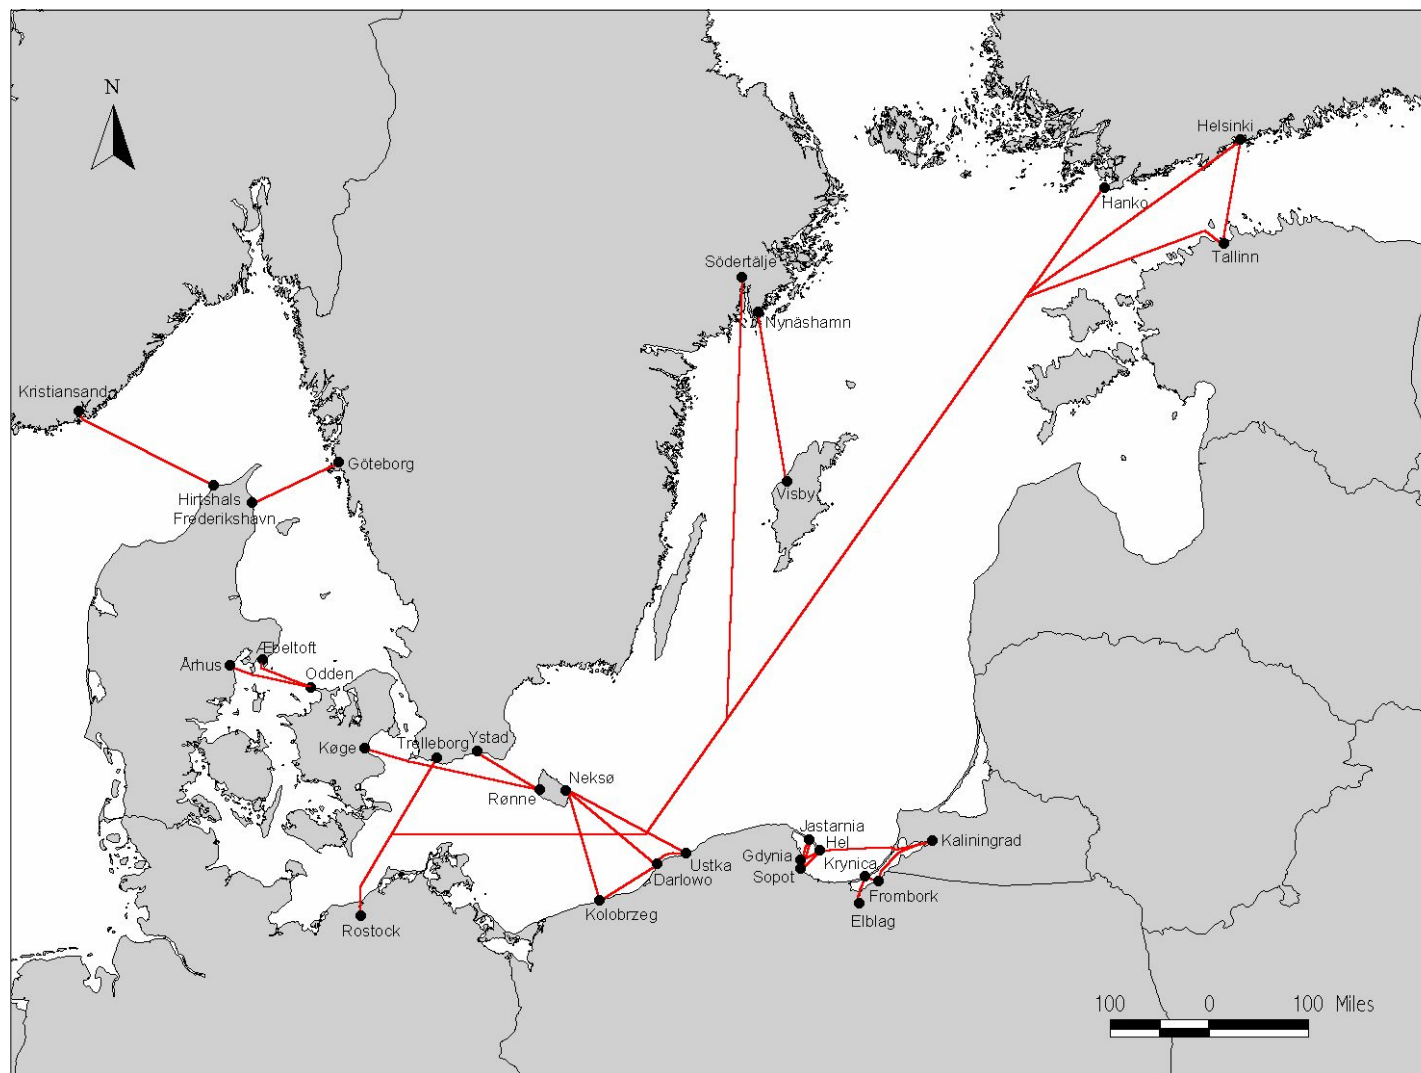 N
Helsinki
Hanko
Tallinn
Södertälje
Nynäshamn
Kristiansand
Göteborg
Hirtshals
Frederikshavn
Visby
Æbeltoft
Århus
Odden
Trelleborg
Ystad
Køge
Neksø
Rønne
Jastarnia
Hel
Kaliningrad
Gdynia
Krynica
Ustka
Sopot
Darlowo
Frombork
Kolobrzeg
Elblag
Rostock
100 0 100 Miles